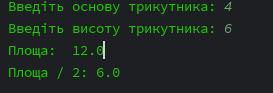 Введіть основу трикутника: 4
Введіть висоту трикутника: 6
Площа:  12.0
Площа / 2: 6.0